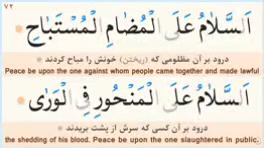 ٧٢
اَلسَّلامُ عَلَى الْمُضامِ الْمُسْتَباحِ
درود بر آن مظلومی که (ریختن) خونش را مباح کردند
Peace be upon the one against whom people came together and made lawful
اَلسَّلامُ عَلَى الْمَنْحُورِ فِى الْوَرٰى
درود بر آن کسی که سرش از پشت بریدند
the shedding of his blood. Peace be upon the one slaughtered in public,